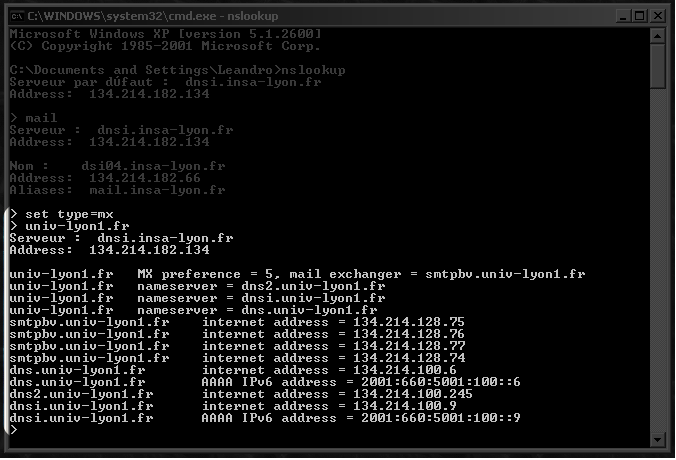 C:\WINDOWS\system32\cmd.exe - nslookup
Microsoft Windows XP [version 5.1.2600]
(C) Copyright 1985-2001 Microsoft Corp.
C:\Documents and Settings\Leandro>nslookup
Serveur par dúfaut :  dnsi.insa-lyon.fr
Address:  134.214.182.134
> mail
Serveur :  dnsi.insa-lyon.fr
Address:  134.214.182.134
Nom :    dsi04.insa-lyon.fr
Address:  134.214.182.66
Aliases:  mail.insa-lyon.fr
> set type=mx
> univ-lyon1.fr
Serveur :  dnsi.insa-lyon.fr
Address:  134.214.182.134
univ-lyon1.fr   MX preference = 5, mail exchanger = smtpbv.univ-lyon1.fr
univ-lyon1.fr   nameserver = dns2.univ-lyon1.fr
univ-lyon1.fr   nameserver = dnsi.univ-lyon1.fr
univ-lyon1.fr   nameserver = dns.univ-lyon1.fr
smtpbv.univ-lyon1.fr    internet address = 134.214.128.75
smtpbv.univ-lyon1.fr    internet address = 134.214.128.76
smtpbv.univ-lyon1.fr    internet address = 134.214.128.77
smtpbv.univ-lyon1.fr    internet address = 134.214.128.74
dns.univ-lyon1.fr       internet address = 134.214.100.6
dns.univ-lyon1.fr       AAAA IPv6 address = 2001:660:5001:100::6
dns2.univ-lyon1.fr      internet address = 134.214.100.245
dnsi.univ-lyon1.fr      internet address = 134.214.100.9
dnsi.univ-lyon1.fr      AAAA IPv6 address = 2001:660:5001:100::9
>